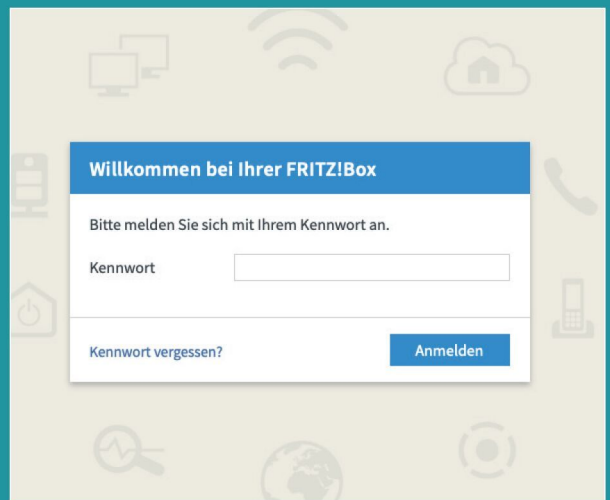 Willkommen bei Ihrer FRITZ!Box
Bitte melden Sie sich mit Ihrem Kennwort an.
Kennwort
Kennwort vergessen?
Anmelden